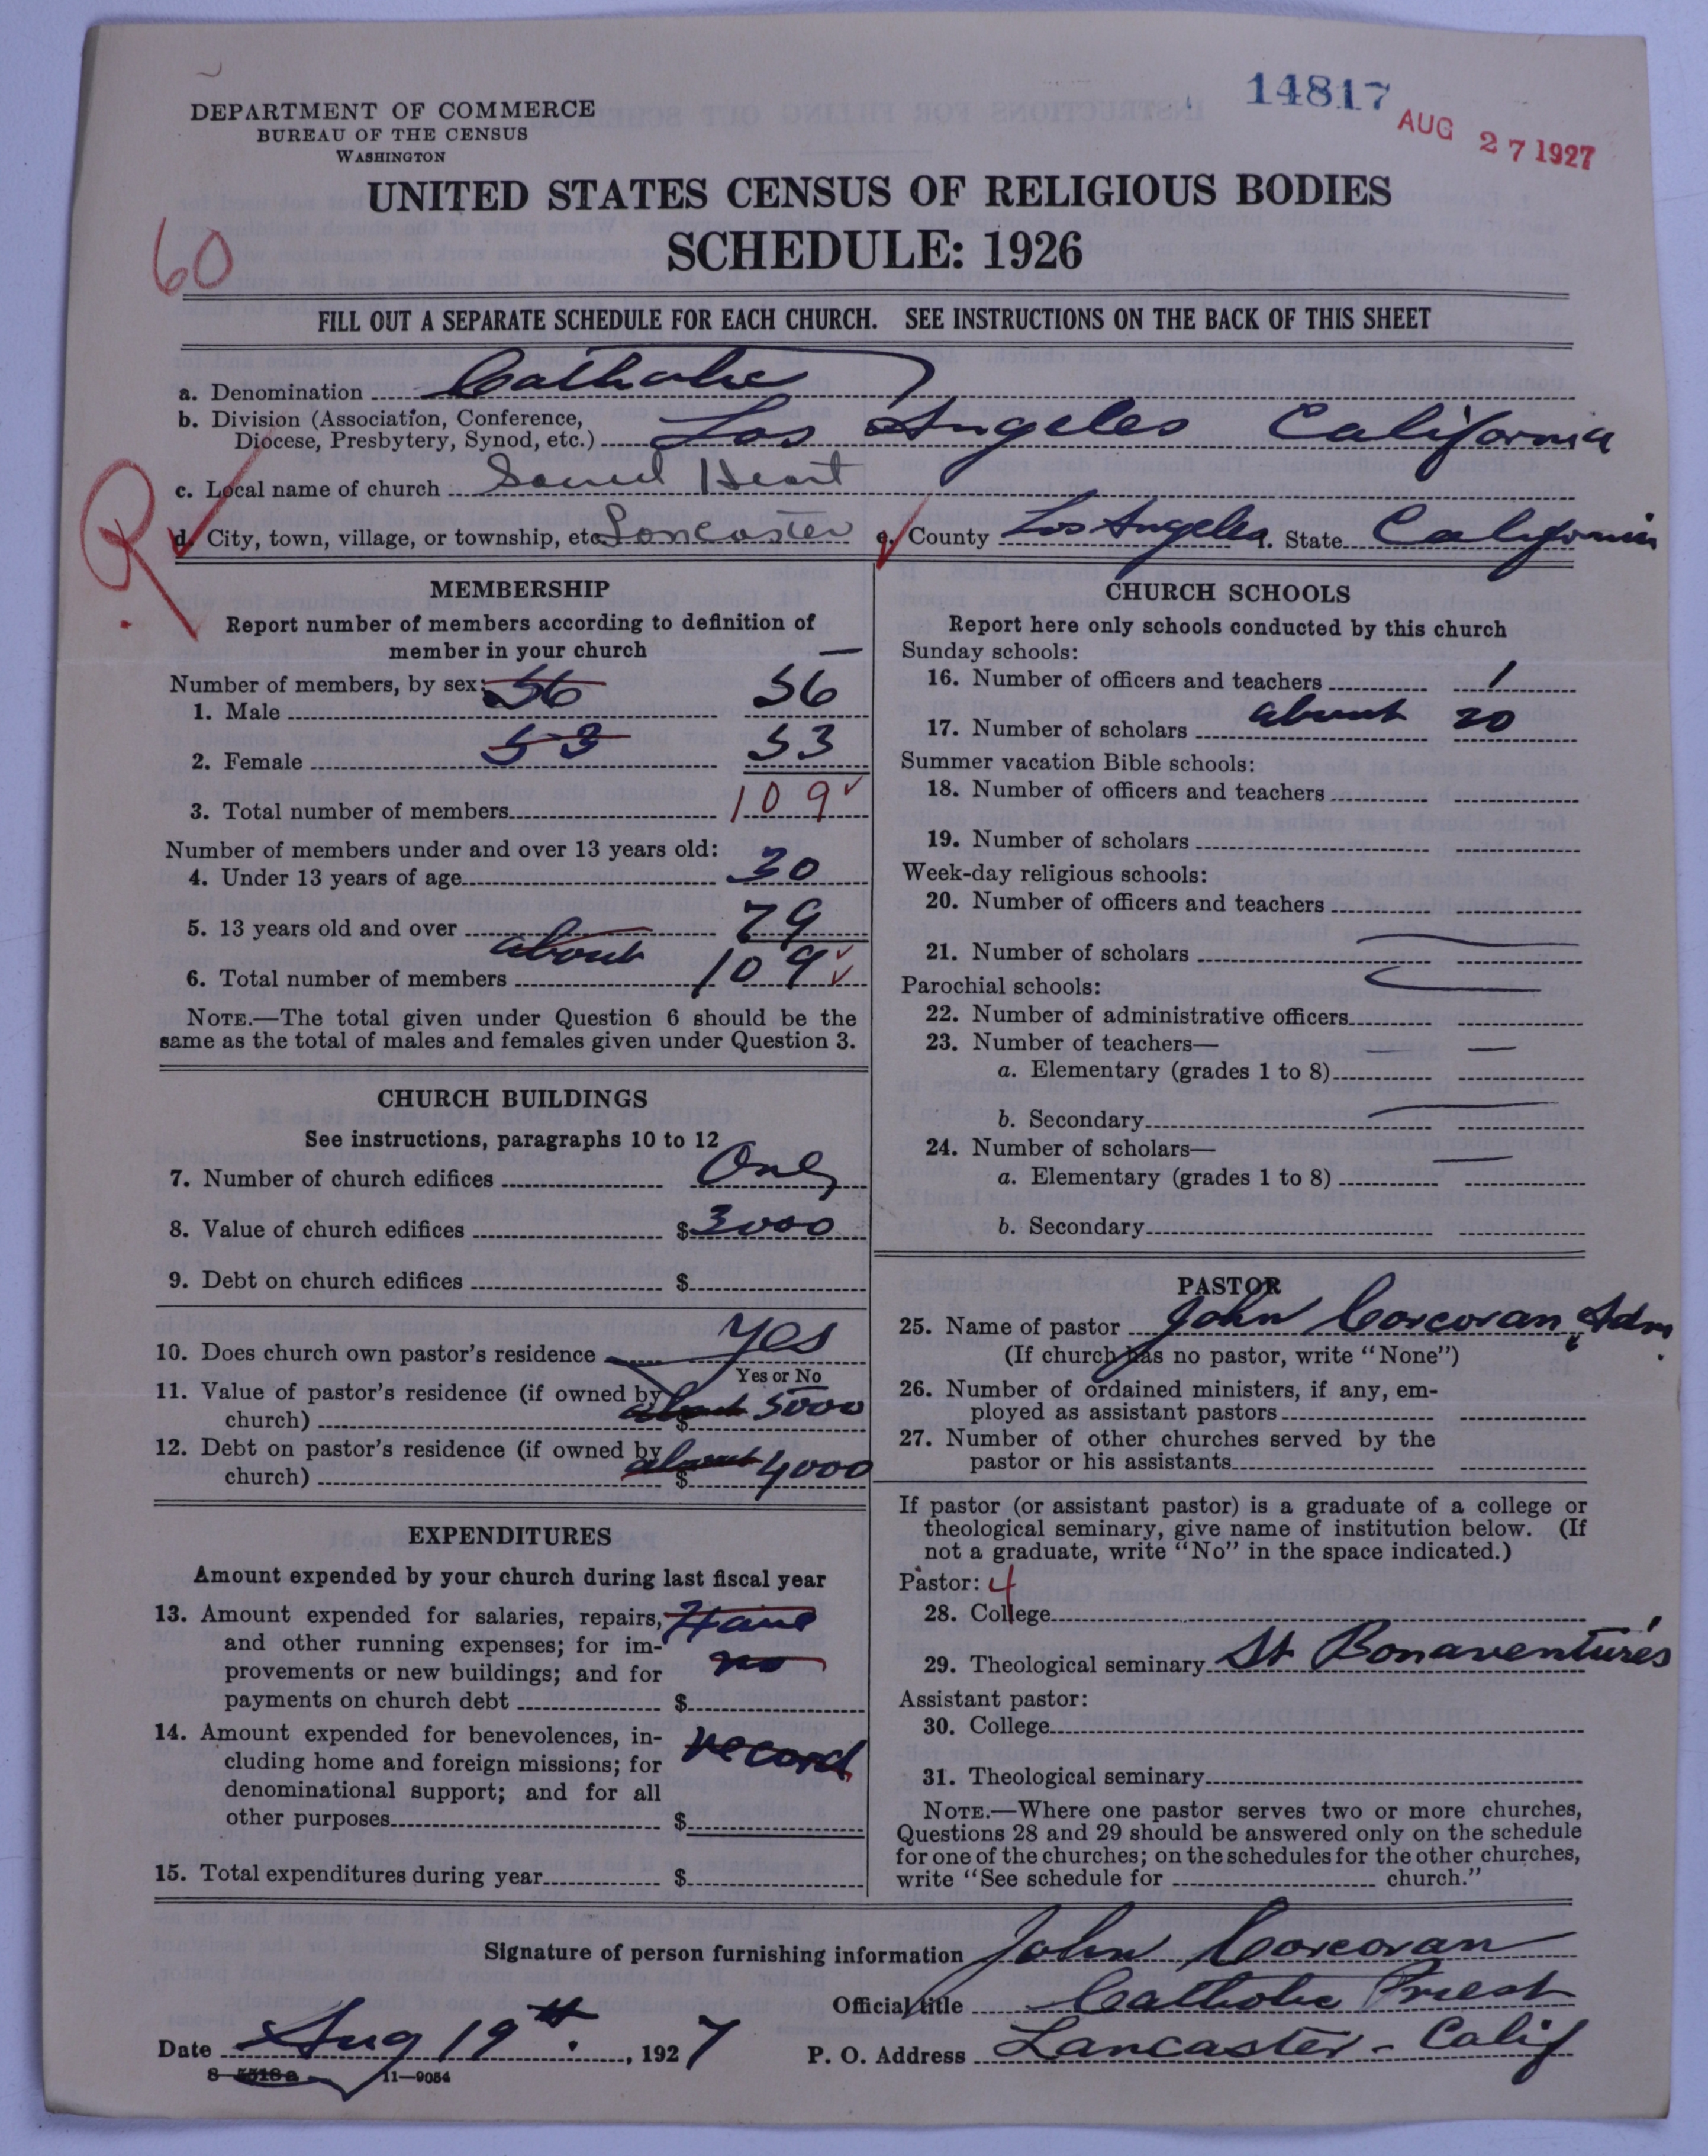 14817
AUG 27 1927
DEPARTMENT OF COMMERCE
BUREAU OF THE CENSUS
WASHINGTON
UNITED STATES CENSUS OF RELIGIOUS BODIES
SCHEDULE: 1926
60
FILL OUT A SEPARATE SCHEDULE FOR EACH CHURCH. SEE INSTRUCTIONS ON THE BACK OF THIS SHEET
a. Denomination Catholic
b. Division (Association, Conference,
Diocese, Presbytery, Synod, etc.) Los Angeles California
c. Local name of church Sacred Heart
R
d. City, town, village, or township, etc. Lancaster e. County Los Angeles f. State California
MEMBERSHIP
Report number of members according to definition of
member in your church
Number of members, by sex: 56
1. Male 56
2. Female 53 53
3. Total number of members 109
Number of members under and over 13 years old:
4. Under 13 years of age 30
5. 13 years old and over 79
about
6. Total number of members 109
NOTE.—The total given under Question 6 should be the
same as the total of males and females given under Question 3.
CHURCH BUILDINGS
See instructions, paragraphs 10 to 12
7. Number of church edifices One
8. Value of church edifices $3000
9. Debt on church edifices $
10. Does church own pastor's residence yes
Yes or No
11. Value of pastor's residence (if owned by
church) about $5000
12. Debt on pastor's residence (if owned by
church) about $4000
EXPENDITURES
Amount expended by your church during last fiscal year
13. Amount expended for salaries, repairs, Have
and other running expenses; for im- no
provements or new buildings; and for
payments on church debt $
14. Amount expended for benevolences, in- record
cluding home and foreign missions; for
denominational support; and for all
other purposes $
15. Total expenditures during year $
CHURCH SCHOOLS
Report here only schools conducted by this church
Sunday schools:
16. Number of officers and teachers 1
17. Number of scholars about 20
Summer vacation Bible schools:
18. Number of officers and teachers
19. Number of scholars
Week-day religious schools:
20. Number of officers and teachers
21. Number of scholars
Parochial schools:
22. Number of administrative officers
23. Number of teachers—
a. Elementary (grades 1 to 8)
b. Secondary
24. Number of scholars—
a. Elementary (grades 1 to 8)
b. Secondary
PASTOR
25. Name of pastor John Corcoran, Adm.
(If church has no pastor, write "None")
26. Number of ordained ministers, if any, em-
ployed as assistant pastors
27. Number of other churches served by the
pastor or his assistants
If pastor (or assistant pastor) is a graduate of a college or
theological seminary, give name of institution below. (If
not a graduate, write "No" in the space indicated.)
Pastor: 4
28. College
29. Theological seminary St Bonaventure's
Assistant pastor:
30. College
31. Theological seminary
NOTE.—Where one pastor serves two or more churches,
Questions 28 and 29 should be answered only on the schedule
for one of the churches; on the schedules for the other churches,
write "See schedule for church."
Signature of person furnishing information John Corcoran
Official title Catholic Priest
Date Aug 19th, 1927 P. O. Address Lancaster - Calif
8-5518a 11—9054